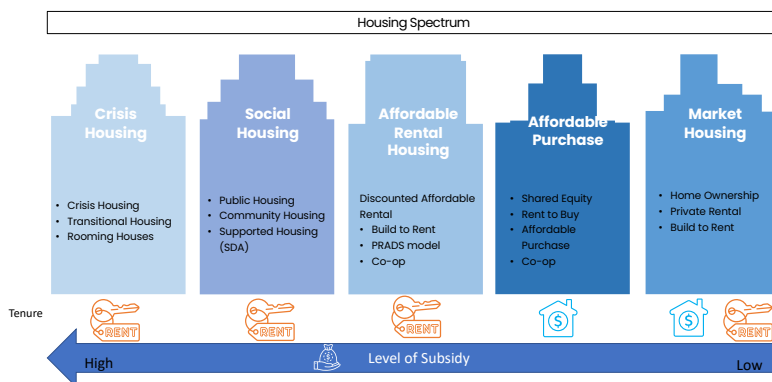 Housing Spectrum
Crisis
Housing
• Crisis Housing
• Transitional Housing
• Rooming Houses
Social
Housing
• Public Housing
• Community Housing
• Supported Housing
(SDA)
Affordable
Rental
Housing
Discounted Affordable
Rental
• Build to Rent
• PRADS model
• Co-op
Affordable
Purchase
• Shared Equity
• Rent to Buy
• Affordable
Purchase
• Co-op
Market
Housing
• Home Ownership
• Private Rental
• Build to Rent
Tenure
RENT
RENT
RENT
$
$
RENT
High
$
Level of Subsidy
Low